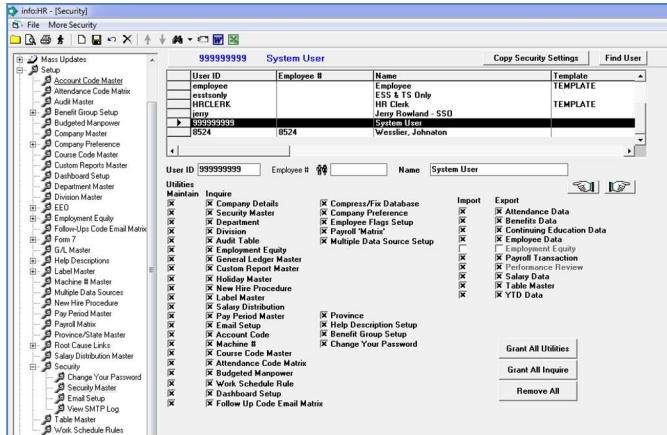 info:HR - [Security]
File More Security
Mass Updates
Setup
Account Code Master
Attendance Code Matrix
Audit Master
Benefit Group Setup
Budgeted Manpower
Company Master
Company Preference
Course Code Master
Custom Reports Master
Dashboard Setup
Department Master
Division Master
EEO
Employment Equity
Follow-Ups Code Email Matrix
Form 7
G/L Master
Help Descriptions
Label Master
Machine # Master
Multiple Data Sources
New Hire Procedure
Pay Period Master
Payroll Matrix
Province/State Master
Root Cause Links
Salary Distribution Master
Security
Change Your Password
Security Master
Email Setup
View SMTP Log
Table Master
Work Schedule Rules
999999999 System User Copy Security Settings Find User
User ID Employee # Name Template
employee Employee TEMPLATE
esstsonly ESS & TS Only
HRCLERK HR Clerk TEMPLATE
jerry Jerry Rowland - SSO
999999999 System User
8524 8524 Wesslier, Johnaton
User ID 999999999 Employee # Name System User
Utilities
Maintain Inquire
Company Details
Security Master
Department
Division
Audit Table
Employment Equity
General Ledger Master
Custom Report Master
Holiday Master
New Hire Procedure
Label Master
Salary Distribution
Pay Period Master
Email Setup
Account Code
Machine #
Course Code Master
Attendance Code Matrix
Budgeted Manpower
Work Schedule Rule
Dashboard Setup
Follow Up Code Email Matrix
Compress/Fix Database
Company Preference
Employee Flags Setup
Payroll 'Matrix'
Multiple Data Source Setup
Province
Help Description Setup
Benefit Group Setup
Change Your Password
Import Export
Attendance Data
Benefits Data
Continuing Education Data
Employee Data
Employment Equity
Payroll Transaction
Performance Review
Salary Data
Table Master
YTD Data
Grant All Utilities
Grant All Inquire
Remove All